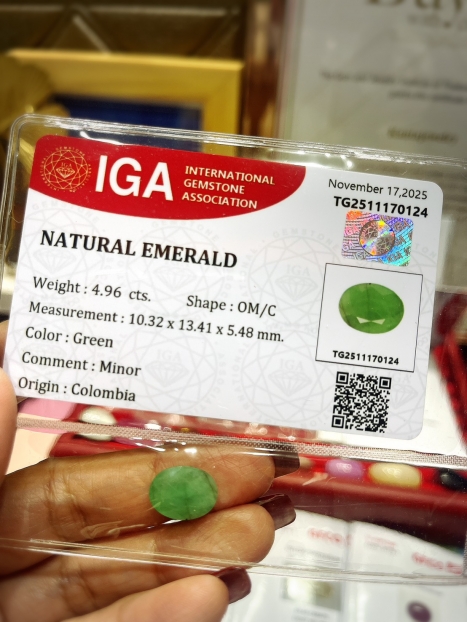 IGA
INTERNATIONAL
GEMSTONE
ASSOCIATION
November 17,2025
TG2511170124
NATURAL EMERALD
Weight : 4.96 cts. Shape : OM/C
Measurement : 10.32 x 13.41 x 5.48 mm.
Color : Green
Comment : Minor
Origin : Colombia
TG2511170124